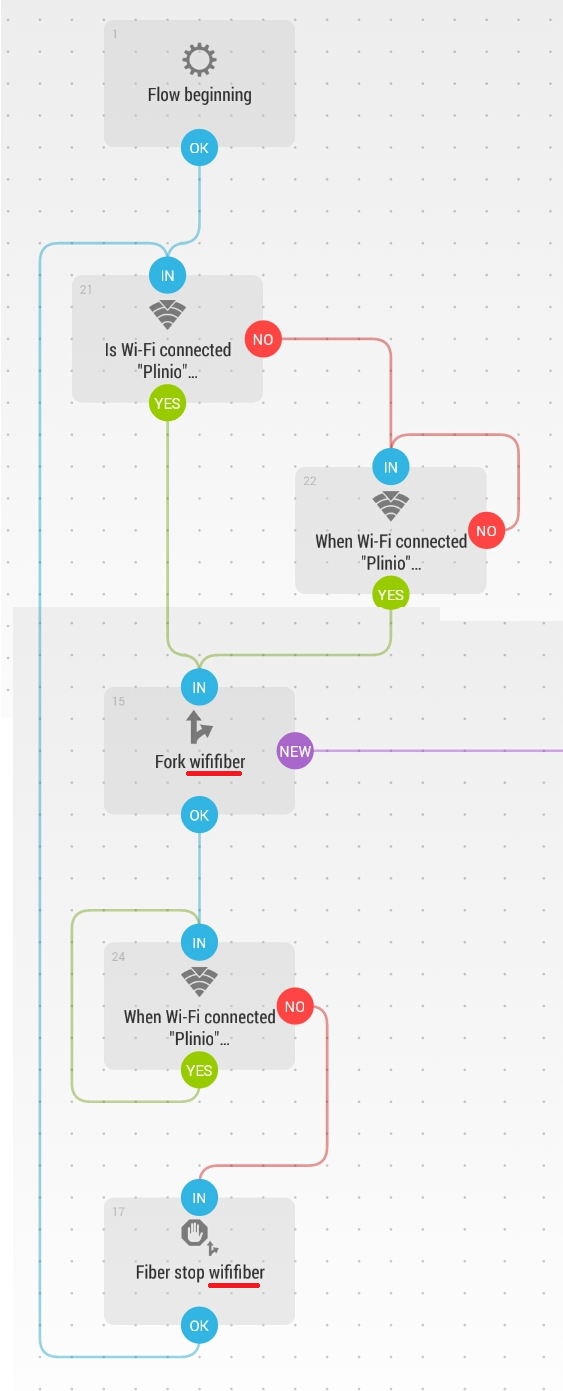 1
Flow beginning
OK
IN
21
Is Wi-Fi connected
"Plinio"...
NO
YES
IN
22
When Wi-Fi connected
"Plinio"...
NO
YES
IN
15
Fork wififiber
NEW
OK
IN
24
When Wi-Fi connected
"Plinio"...
NO
YES
IN
17
Fiber stop wififiber
OK